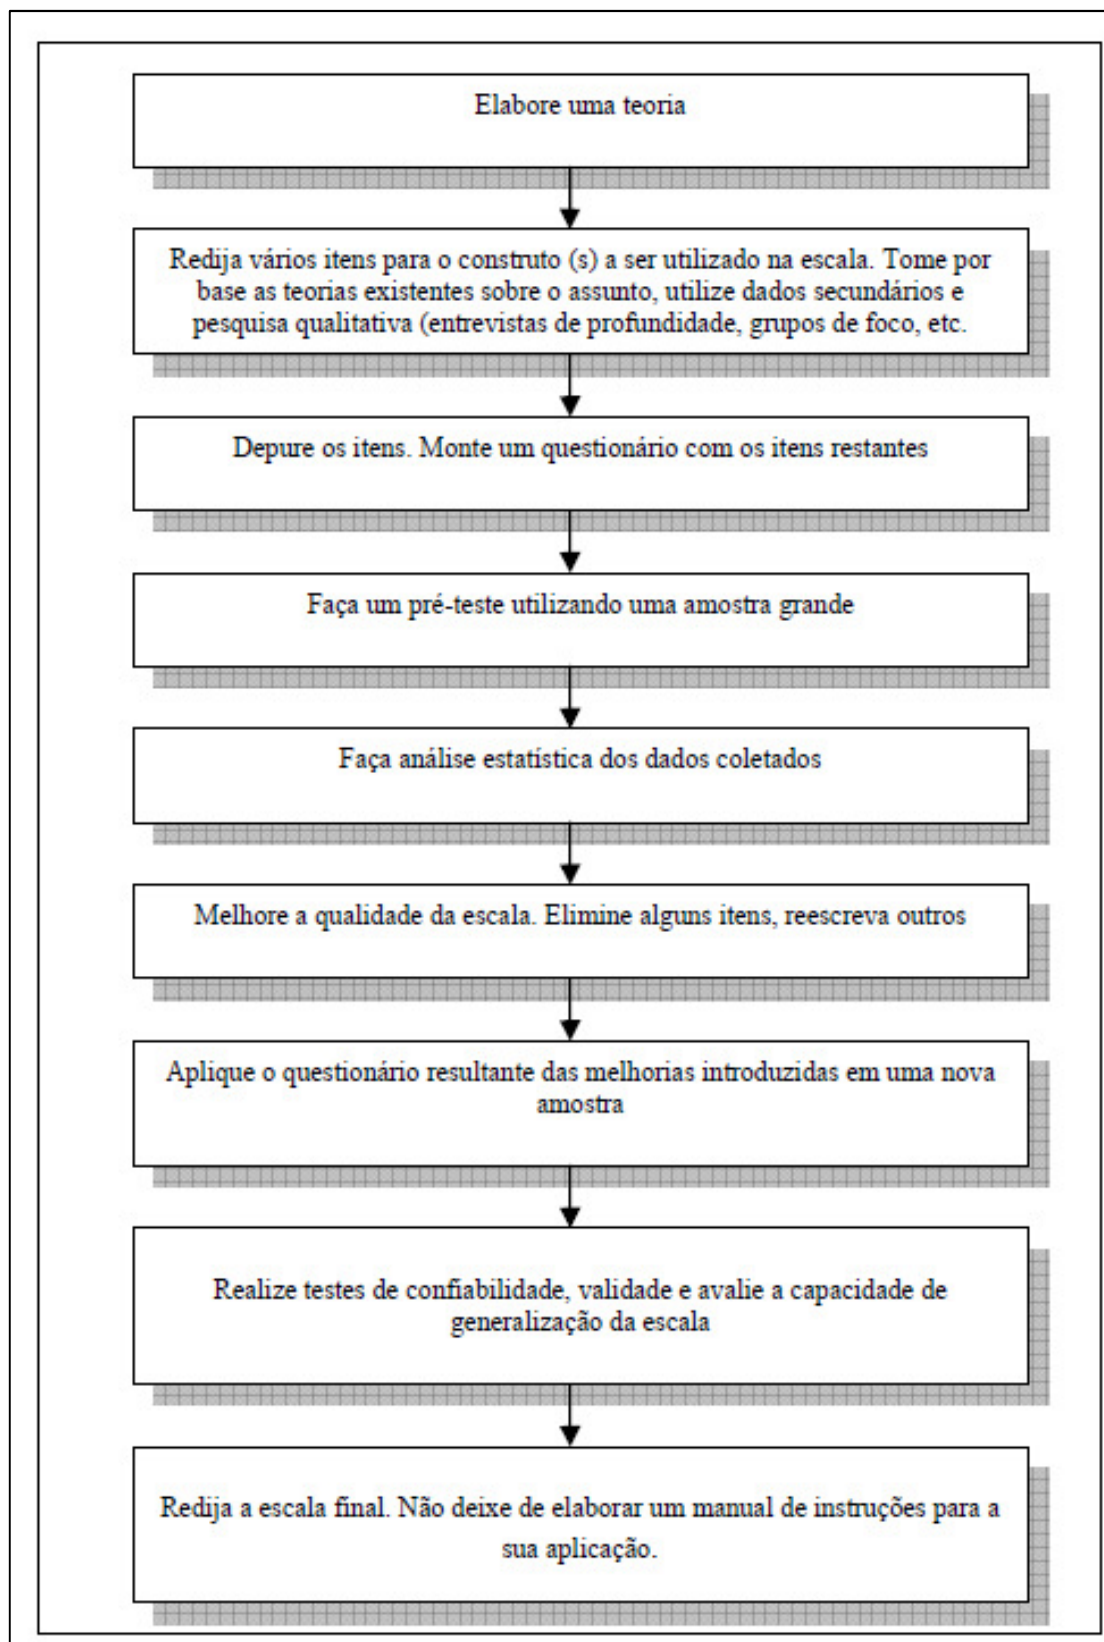 Elabore uma teoria
Redija vários itens para o construto (s) a ser utilizado na escala. Tome por
base as teorias existentes sobre o assunto, utilize dados secundários e
pesquisa qualitativa (entrevistas de profundidade, grupos de foco, etc.
Depure os itens. Monte um questionário com os itens restantes
Faça um pré-teste utilizando uma amostra grande
Faça análise estatística dos dados coletados
Melhore a qualidade da escala. Elimine alguns itens, reescreva outros
Aplique o questionário resultante das melhorias introduzidas em uma nova
amostra
Realize testes de confiabilidade, validade e avalie a capacidade de
generalização da escala
Redija a escala final. Não deixe de elaborar um manual de instruções para a
sua aplicação.